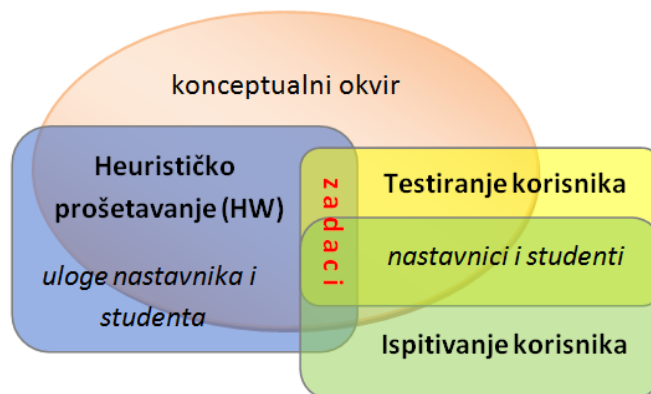 konceptualni okvir
Heurističko
prošetavanje (HW)
uloge nastavnika i
studenta
zadaci
Testiranje korisnika
nastavnici i studenti
Ispitivanje korisnika